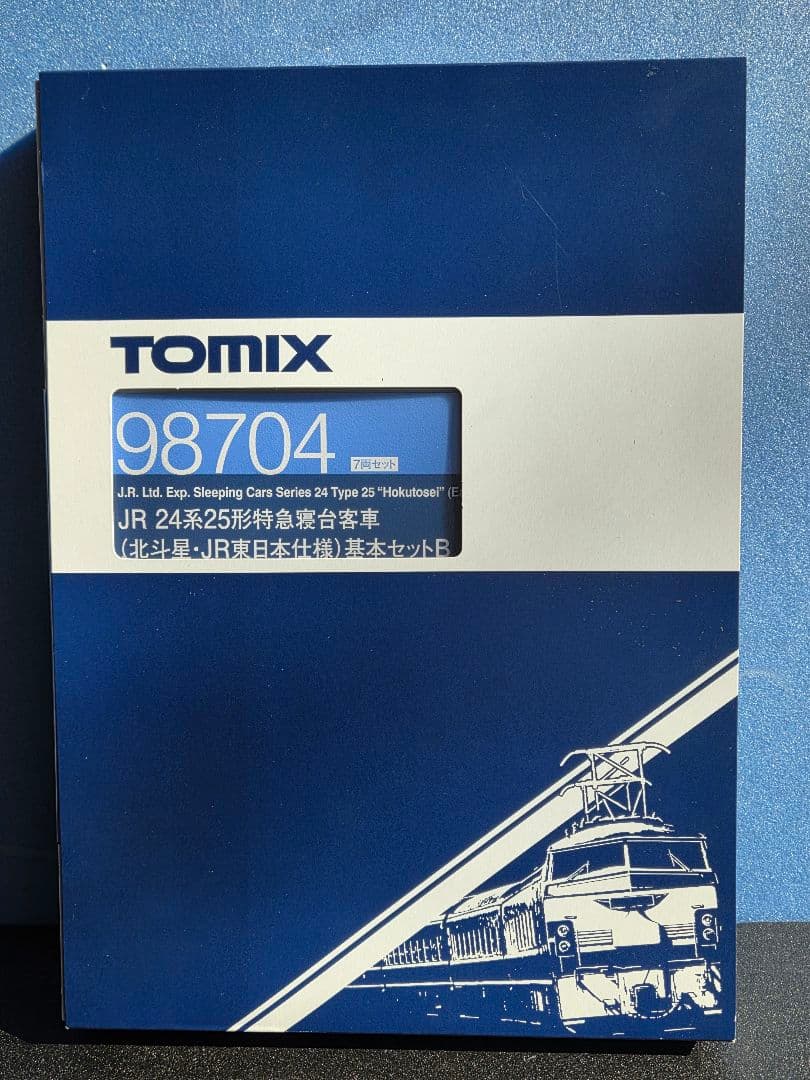 TOMIX
98704 7両セット
J.R. Ltd. Exp. Sleeping Cars Series 24 Type 25 "Hokutosei"
JR 24系25形特急寝台客車
(北斗星・JR東日本仕様)基本セットB